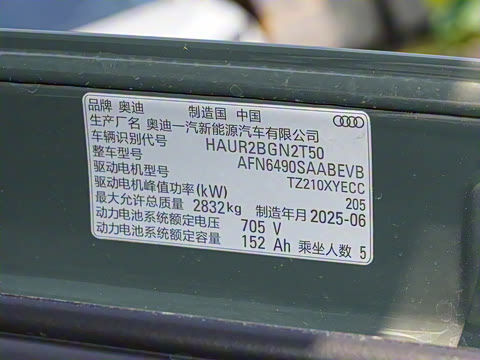 品牌 奥迪 制造国 中国
生产厂名 奥迪一汽新能源汽车有限公司
车辆识别代号 HAUR2BGN2T50
整车型号 AFN6490SAABEVB
驱动电机型号 TZ210XYECC
驱动电机峰值功率(kW) 205
最大允许总质量 2832kg 制造年月 2025-06
动力电池系统额定电压 705 V
动力电池系统额定容量 152 Ah 乘坐人数 5